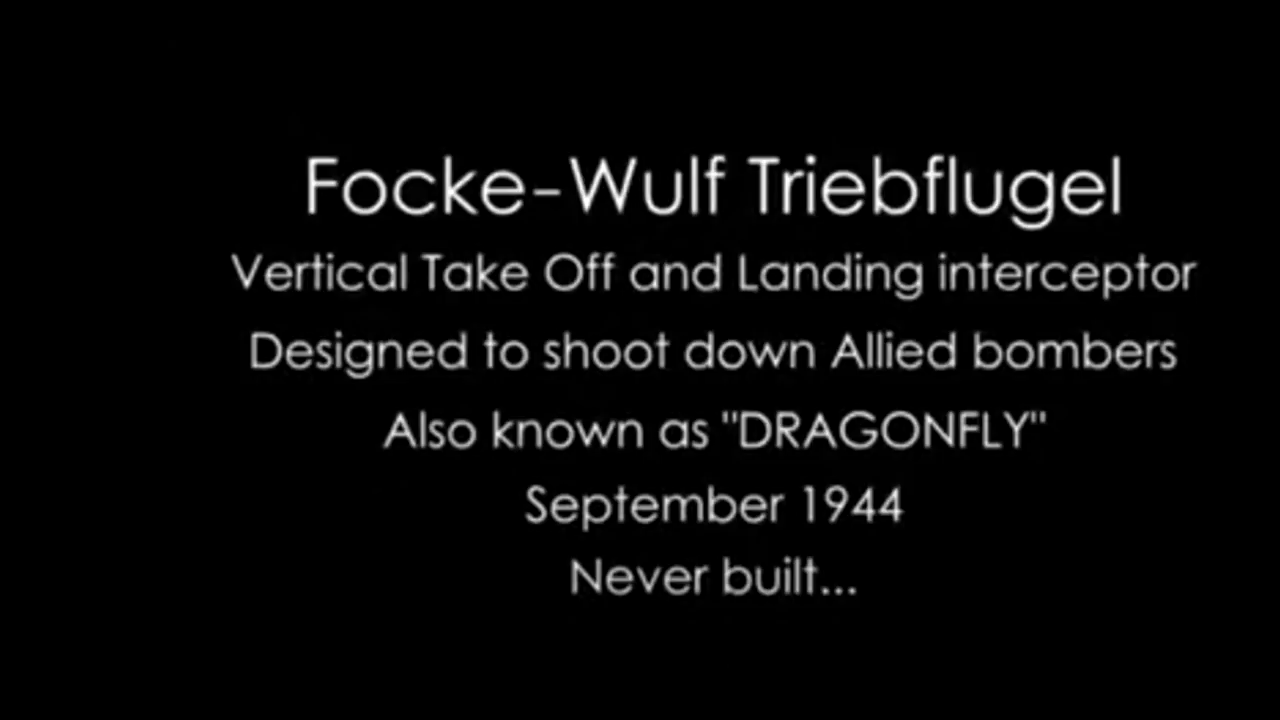 Focke-Wulf Triebflugel
Vertical Take Off and Landing interceptor
Designed to shoot down Allied bombers
Also known as "DRAGONFLY"
September 1944
Never built...